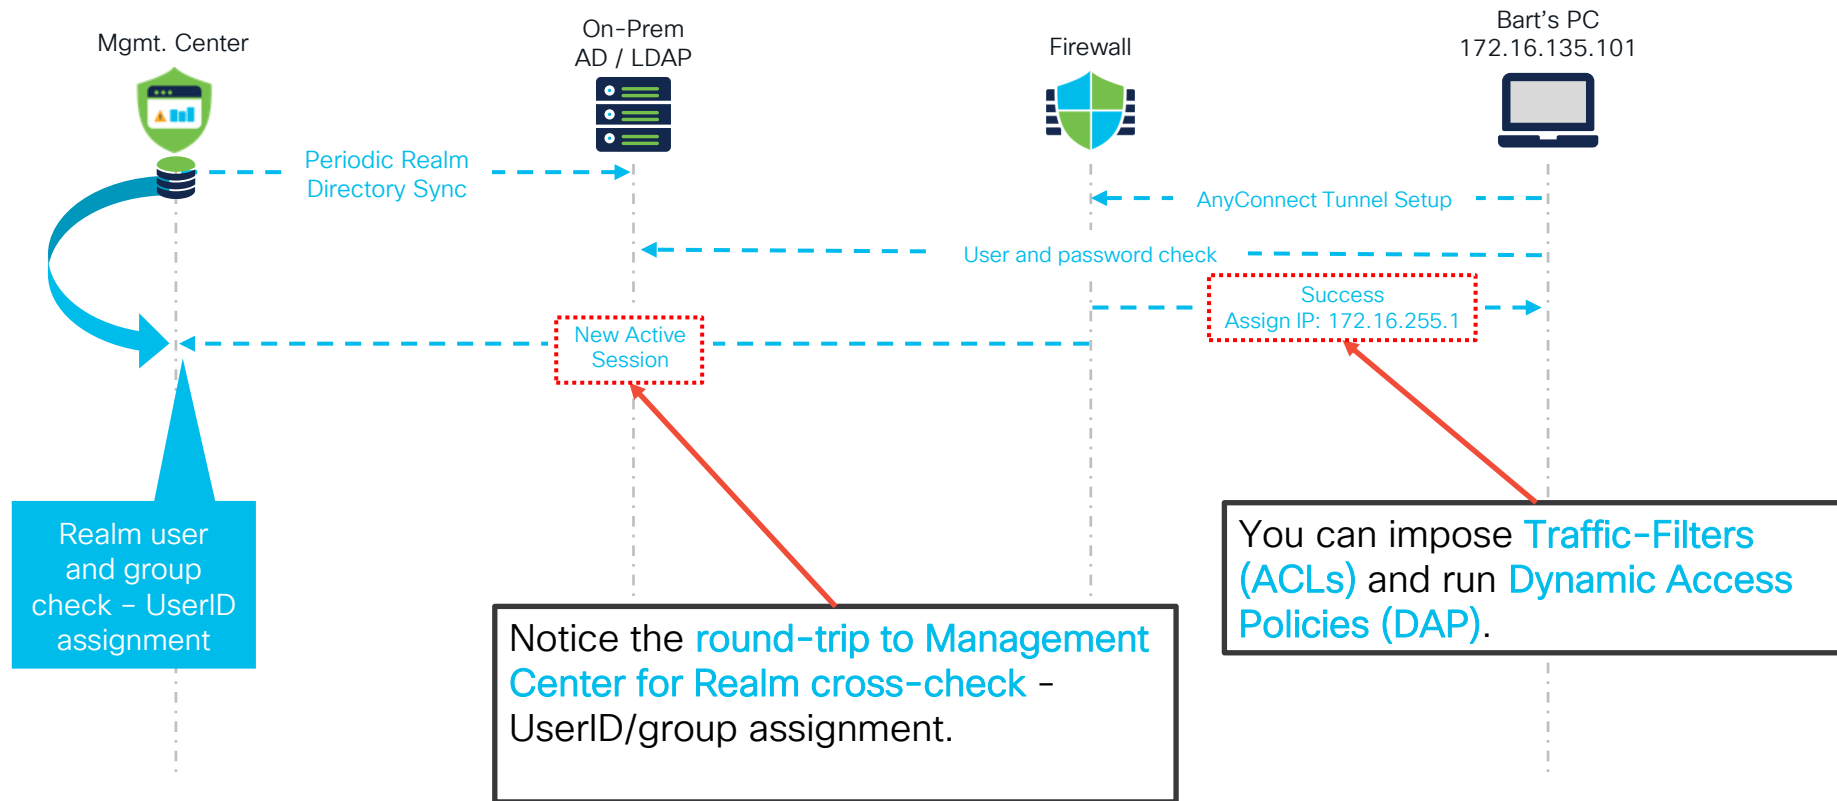 Mgmt. Center
On-Prem
AD / LDAP
Firewall
Bart's PC
172.16.135.101
Periodic Realm
Directory Sync
AnyConnect Tunnel Setup
User and password check
Success
Assign IP: 172.16.255.1
New Active
Session
Realm user
and group
check - UserID
assignment
Notice the round-trip to Management
Center for Realm cross-check -
UserID/group assignment.
You can impose Traffic-Filters
(ACLs) and run Dynamic Access
Policies (DAP).